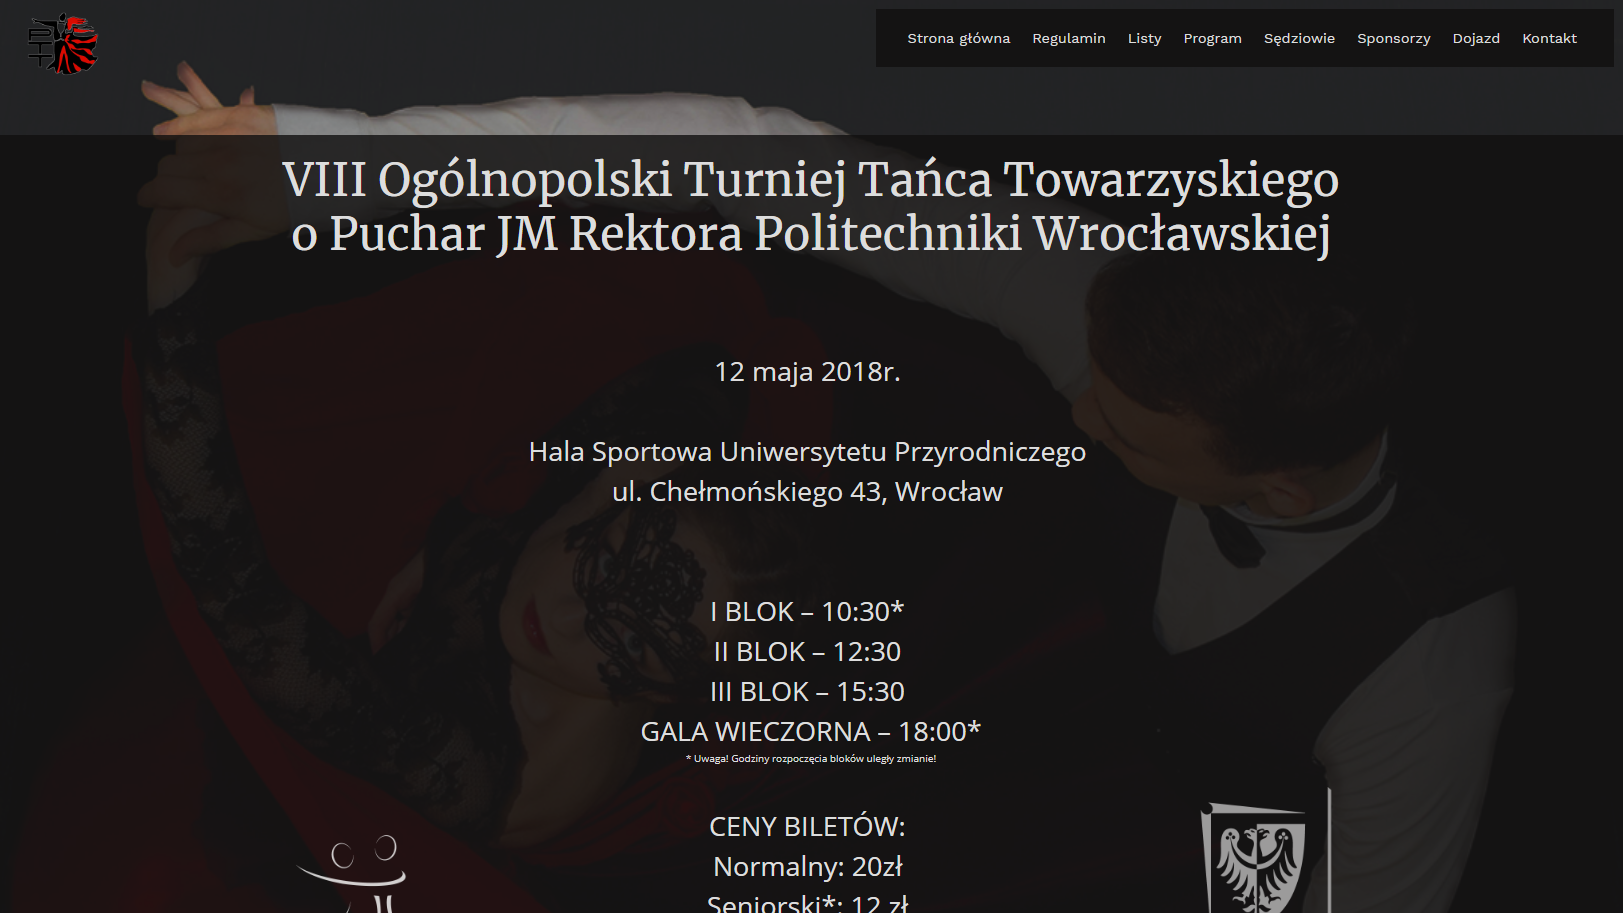 PTT
Strona główna Regulamin Listy Program Sędziowie Sponsorzy Dojazd Kontakt
VIII Ogólnopolski Turniej Tańca Towarzyskiego
o Puchar JM Rektora Politechniki Wrocławskiej
12 maja 2018r.
Hala Sportowa Uniwersytetu Przyrodniczego
ul. Chełmońskiego 43, Wrocław
I BLOK – 10:30*
II BLOK – 12:30
III BLOK – 15:30
GALA WIECZORNA – 18:00*
* Uwaga! Godziny rozpoczęcia bloków uległy zmianie!
CENY BILETÓW:
Normalny: 20zł
Seniorski*: 12 zł